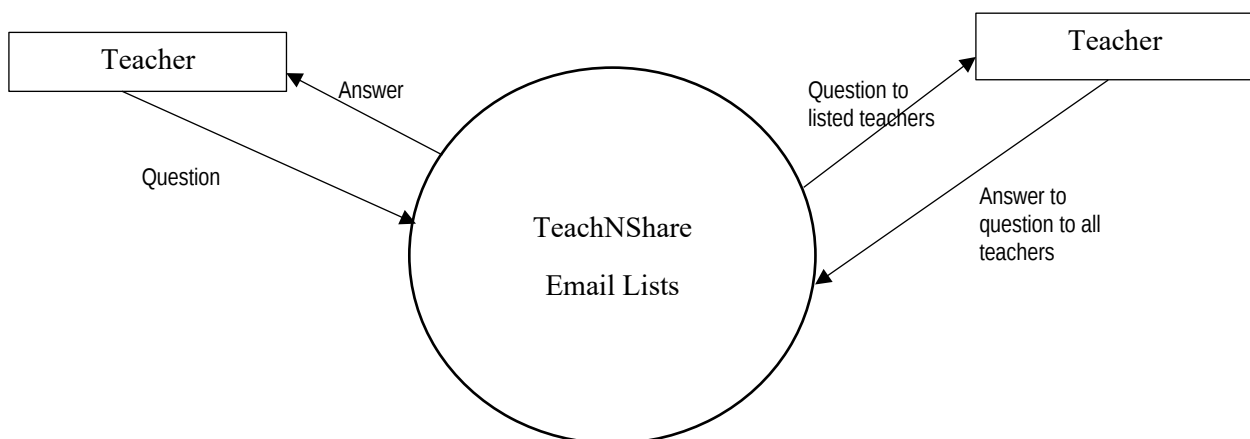 Teacher
Teacher
Answer
Question to
listed teachers
Question
Answer to
question to all
teachers
TeachNShare
Email Lists